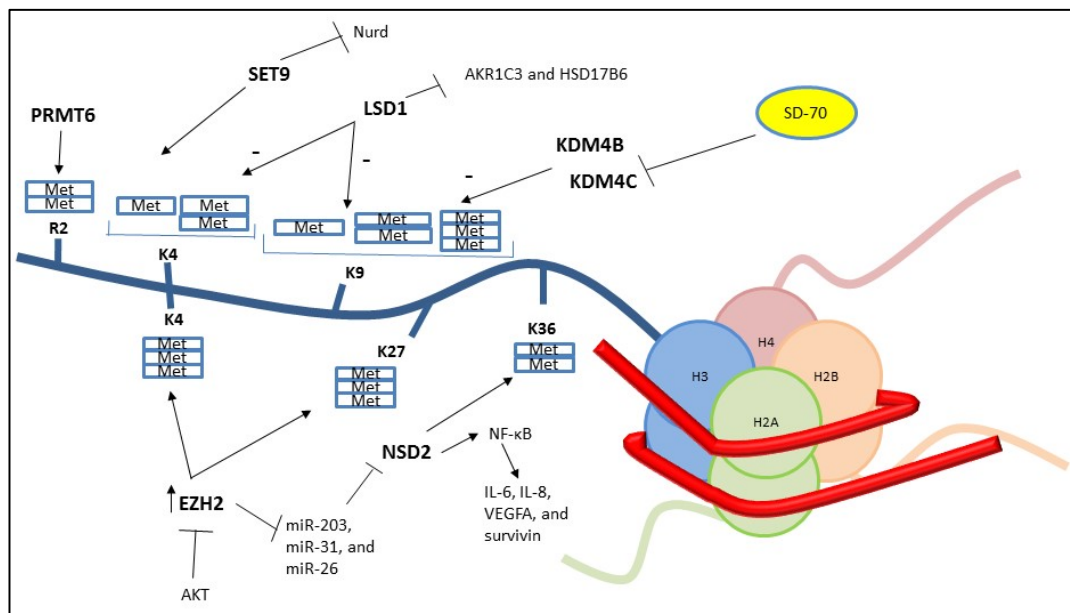 Nurd
SET9
AKR1C3 and HSD17B6
LSD1
PRMT6
SD-70
KDM4B
KDM4C
-
-
-
Met
Met
Met
Met
Met
Met
Met
Met
Met
Met
Met
R2
K4
K9
K4
Met
Met
Met
K27
Met
Met
Met
K36
Met
Met
H4
H3
H2B
H2A
NSD2
NF-κB
IL-6, IL-8,
VEGFA, and
survivin
EZH2
miR-203,
miR-31, and
miR-26
AKT